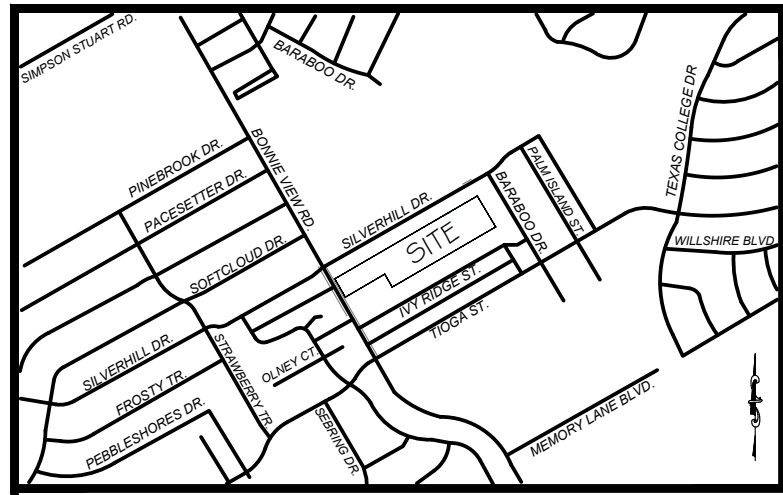 SIMPSON STUART RD.
BARABOO DR.
TEXAS COLLEGE DR
PINEBROOK DR.
BONNIE VIEW RD.
PALM ISLAND ST.
PACESETTER DR.
SILVERHILL DR.
BARABOO DR.
SITE
WILLSHIRE BLVD.
SOFTCLOUD DR.
IVY RIDGE ST.
TIOGA ST.
SILVERHILL DR.
STRAWBERRY TR.
OLNEY CT.
FROSTY TR.
PEBBLESHORES DR.
SEBRING DR.
MEMORY LANE BLVD.